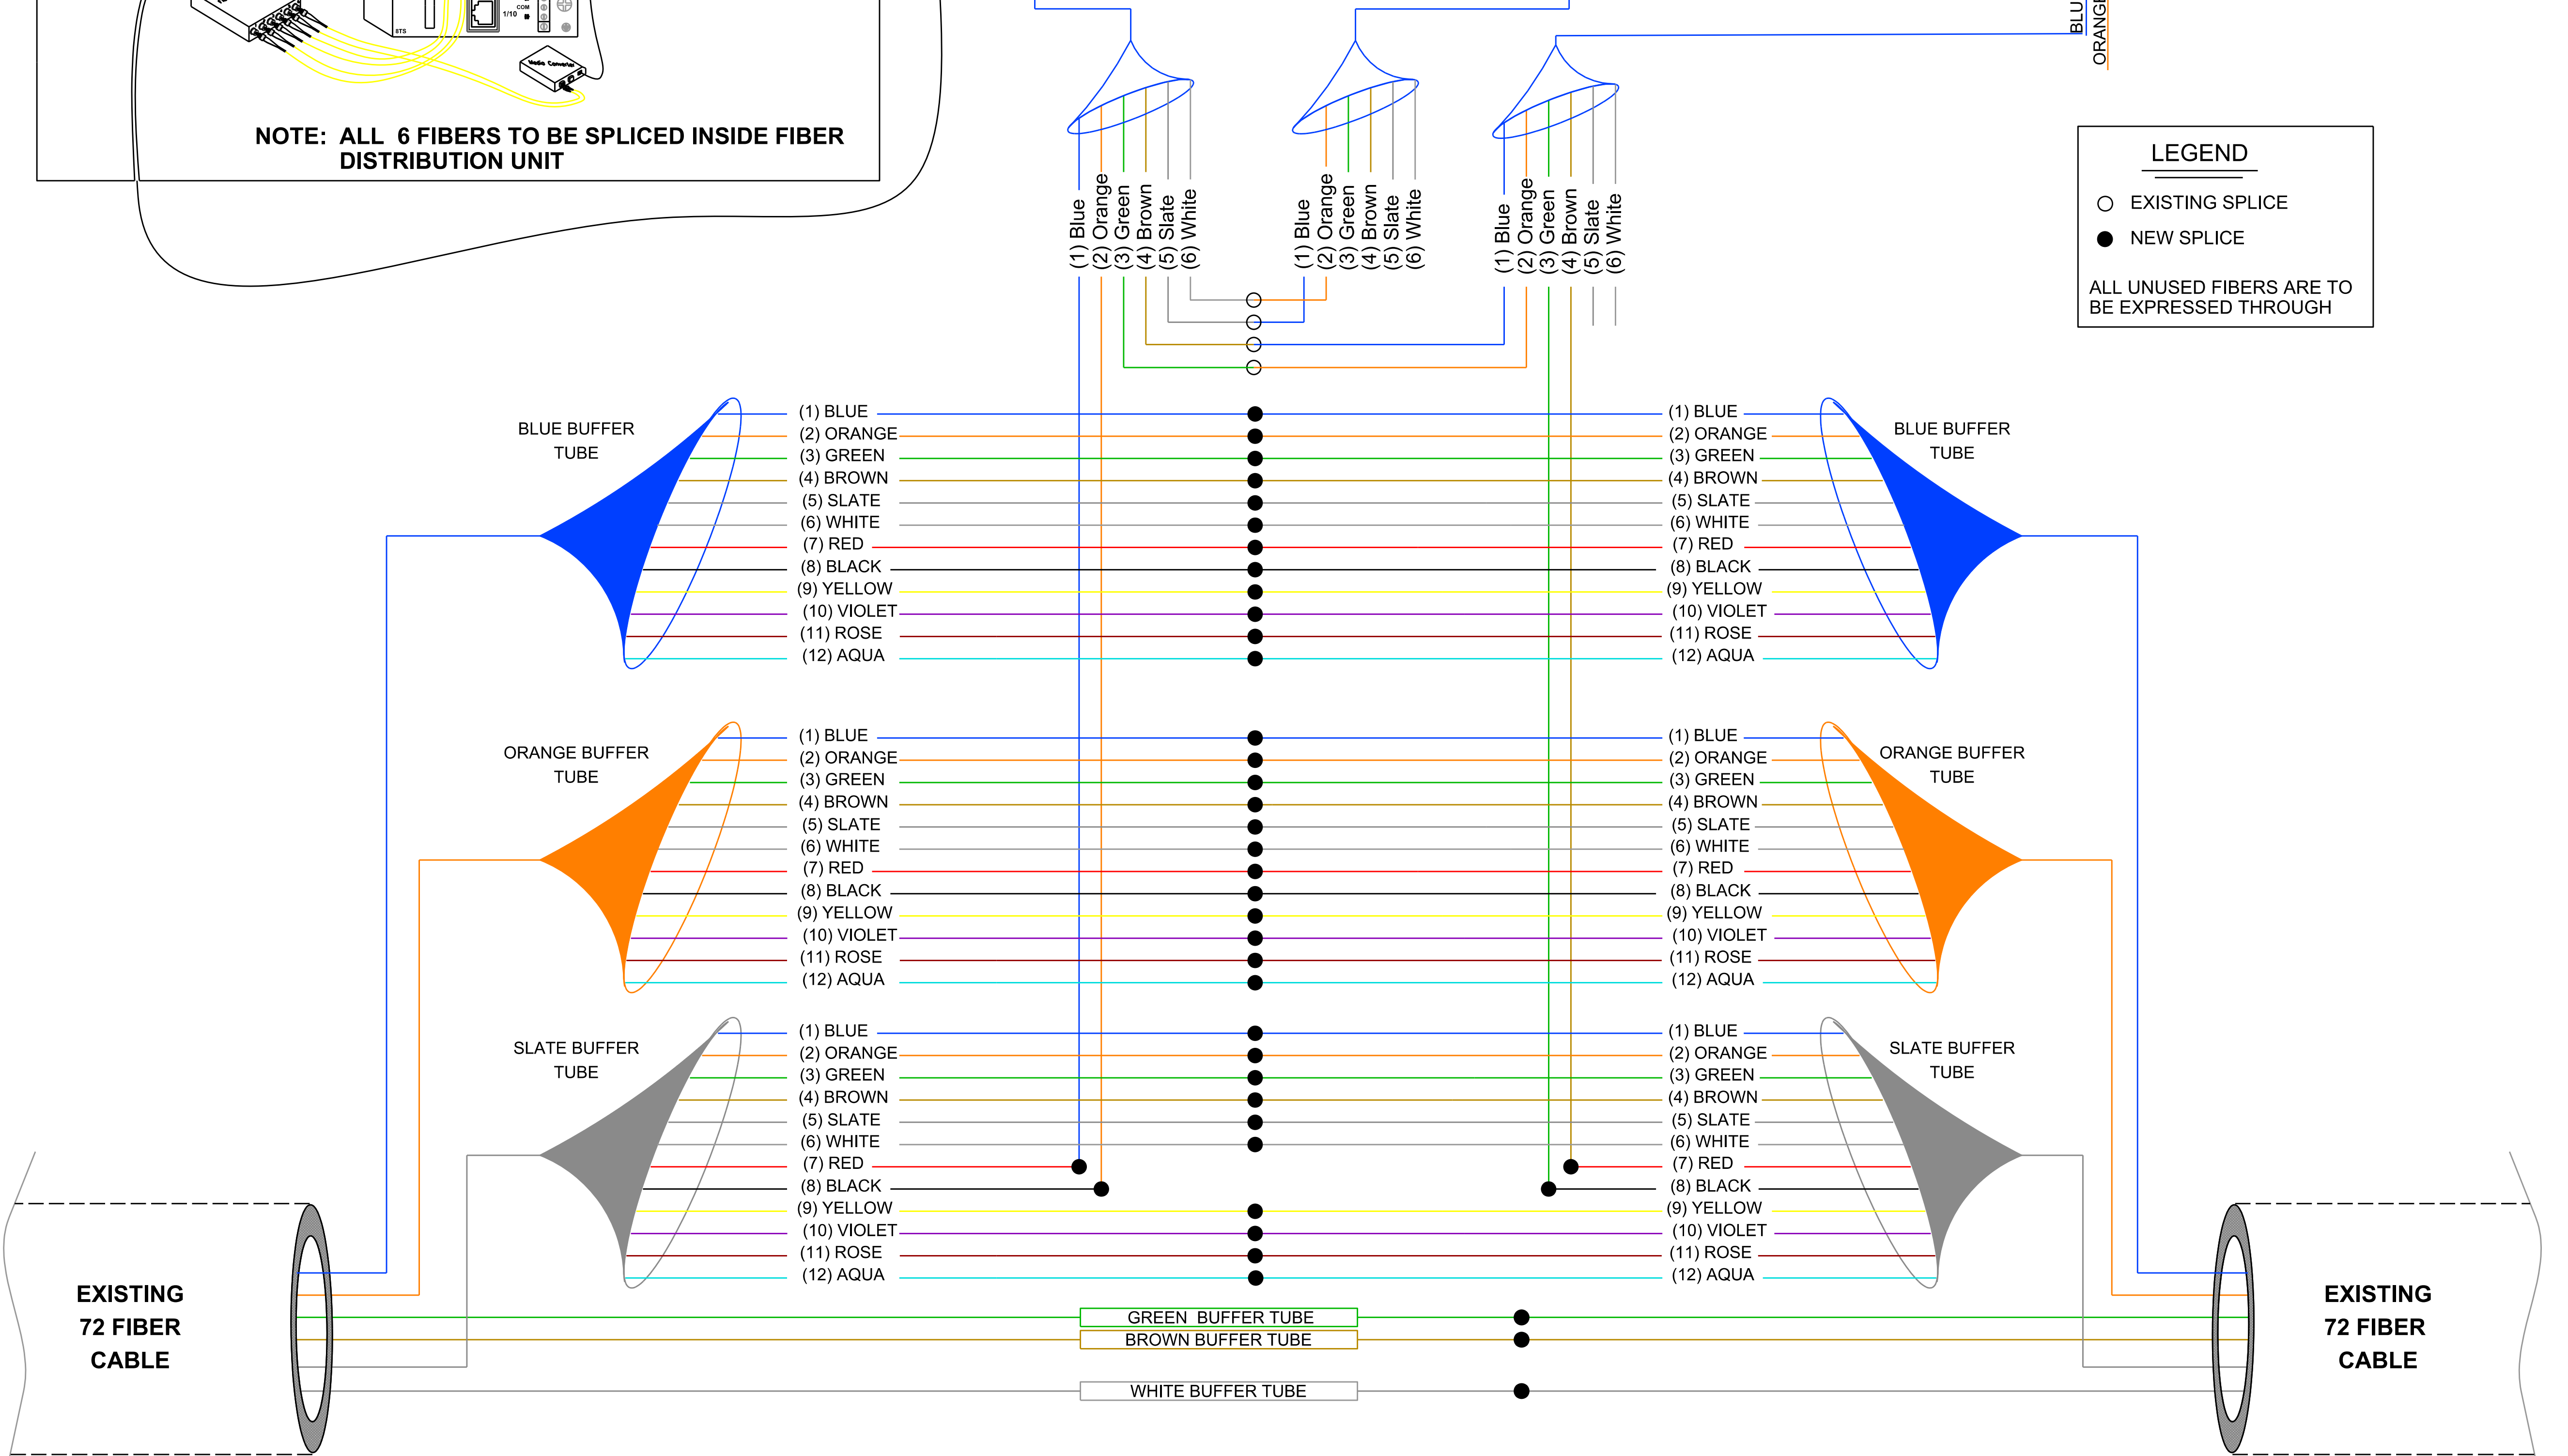 COM
1/10
8TS
Media Converter
NOTE: ALL 6 FIBERS TO BE SPLICED INSIDE FIBER
DISTRIBUTION UNIT
ORANGE
(1) Blue
(2) Orange
(3) Green
(4) Brown
(5) Slate
(6) White
(1) Blue
(2) Orange
(3) Green
(4) Brown
(5) Slate
(6) White
(1) Blue
(2) Orange
(3) Green
(4) Brown
(5) Slate
(6) White
LEGEND
EXISTING SPLICE
NEW SPLICE
ALL UNUSED FIBERS ARE TO
BE EXPRESSED THROUGH
BLUE BUFFER
TUBE
(1) BLUE
(2) ORANGE
(3) GREEN
(4) BROWN
(5) SLATE
(6) WHITE
(7) RED
(8) BLACK
(9) YELLOW
(10) VIOLET
(11) ROSE
(12) AQUA
(1) BLUE
(2) ORANGE
(3) GREEN
(4) BROWN
(5) SLATE
(6) WHITE
(7) RED
(8) BLACK
(9) YELLOW
(10) VIOLET
(11) ROSE
(12) AQUA
BLUE BUFFER
TUBE
ORANGE BUFFER
TUBE
(1) BLUE
(2) ORANGE
(3) GREEN
(4) BROWN
(5) SLATE
(6) WHITE
(7) RED
(8) BLACK
(9) YELLOW
(10) VIOLET
(11) ROSE
(12) AQUA
(1) BLUE
(2) ORANGE
(3) GREEN
(4) BROWN
(5) SLATE
(6) WHITE
(7) RED
(8) BLACK
(9) YELLOW
(10) VIOLET
(11) ROSE
(12) AQUA
ORANGE BUFFER
TUBE
SLATE BUFFER
TUBE
(1) BLUE
(2) ORANGE
(3) GREEN
(4) BROWN
(5) SLATE
(6) WHITE
(7) RED
(8) BLACK
(9) YELLOW
(10) VIOLET
(11) ROSE
(12) AQUA
(1) BLUE
(2) ORANGE
(3) GREEN
(4) BROWN
(5) SLATE
(6) WHITE
(7) RED
(8) BLACK
(9) YELLOW
(10) VIOLET
(11) ROSE
(12) AQUA
SLATE BUFFER
TUBE
EXISTING
72 FIBER
CABLE
GREEN BUFFER TUBE
BROWN BUFFER TUBE
WHITE BUFFER TUBE
EXISTING
72 FIBER
CABLE